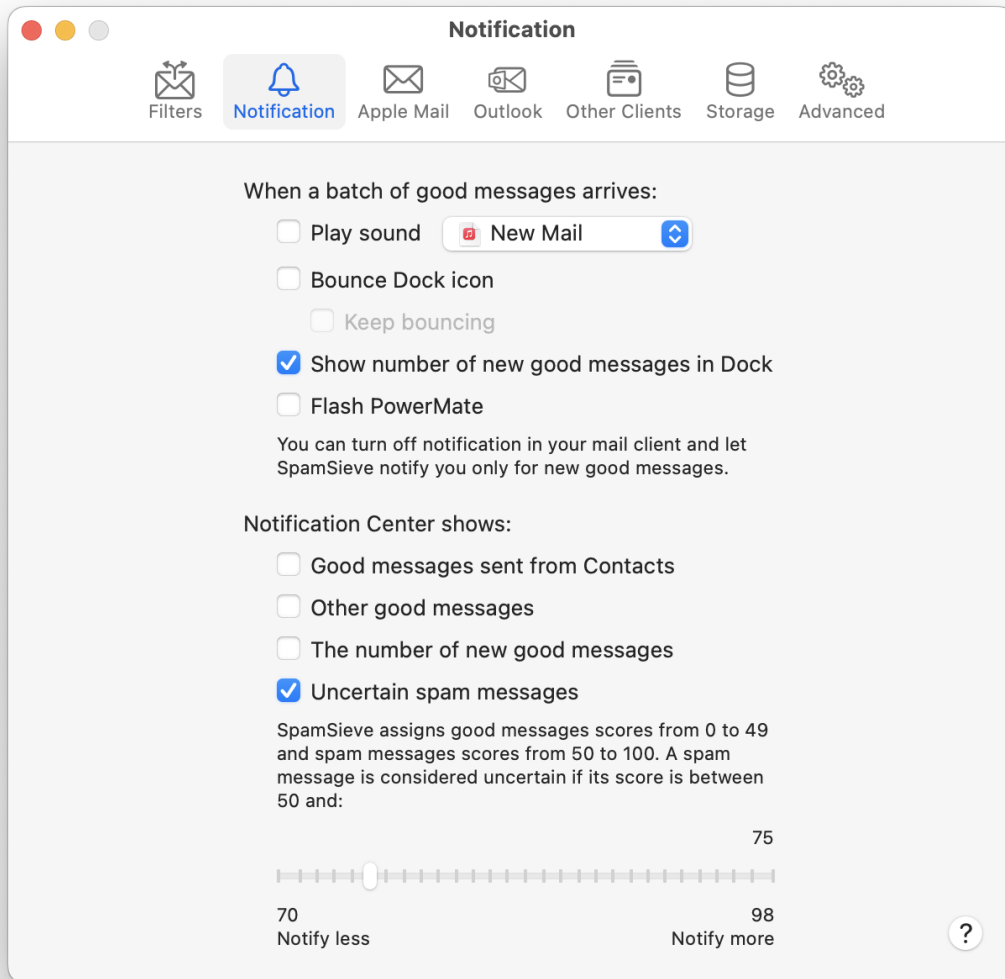 Notification
Filters
Notification
Apple Mail
Outlook
Other Clients
Storage
Advanced
When a batch of good messages arrives:
Play sound
New Mail
Bounce Dock icon
Keep bouncing
Show number of new good messages in Dock
Flash PowerMate
You can turn off notification in your mail client and let
SpamSieve notify you only for new good messages.
Notification Center shows:
Good messages sent from Contacts
Other good messages
The number of new good messages
Uncertain spam messages
SpamSieve assigns good messages scores from 0 to 49
and spam messages scores from 50 to 100. A spam
message is considered uncertain if its score is between
50 and:
75
70
98
Notify less
Notify more
?